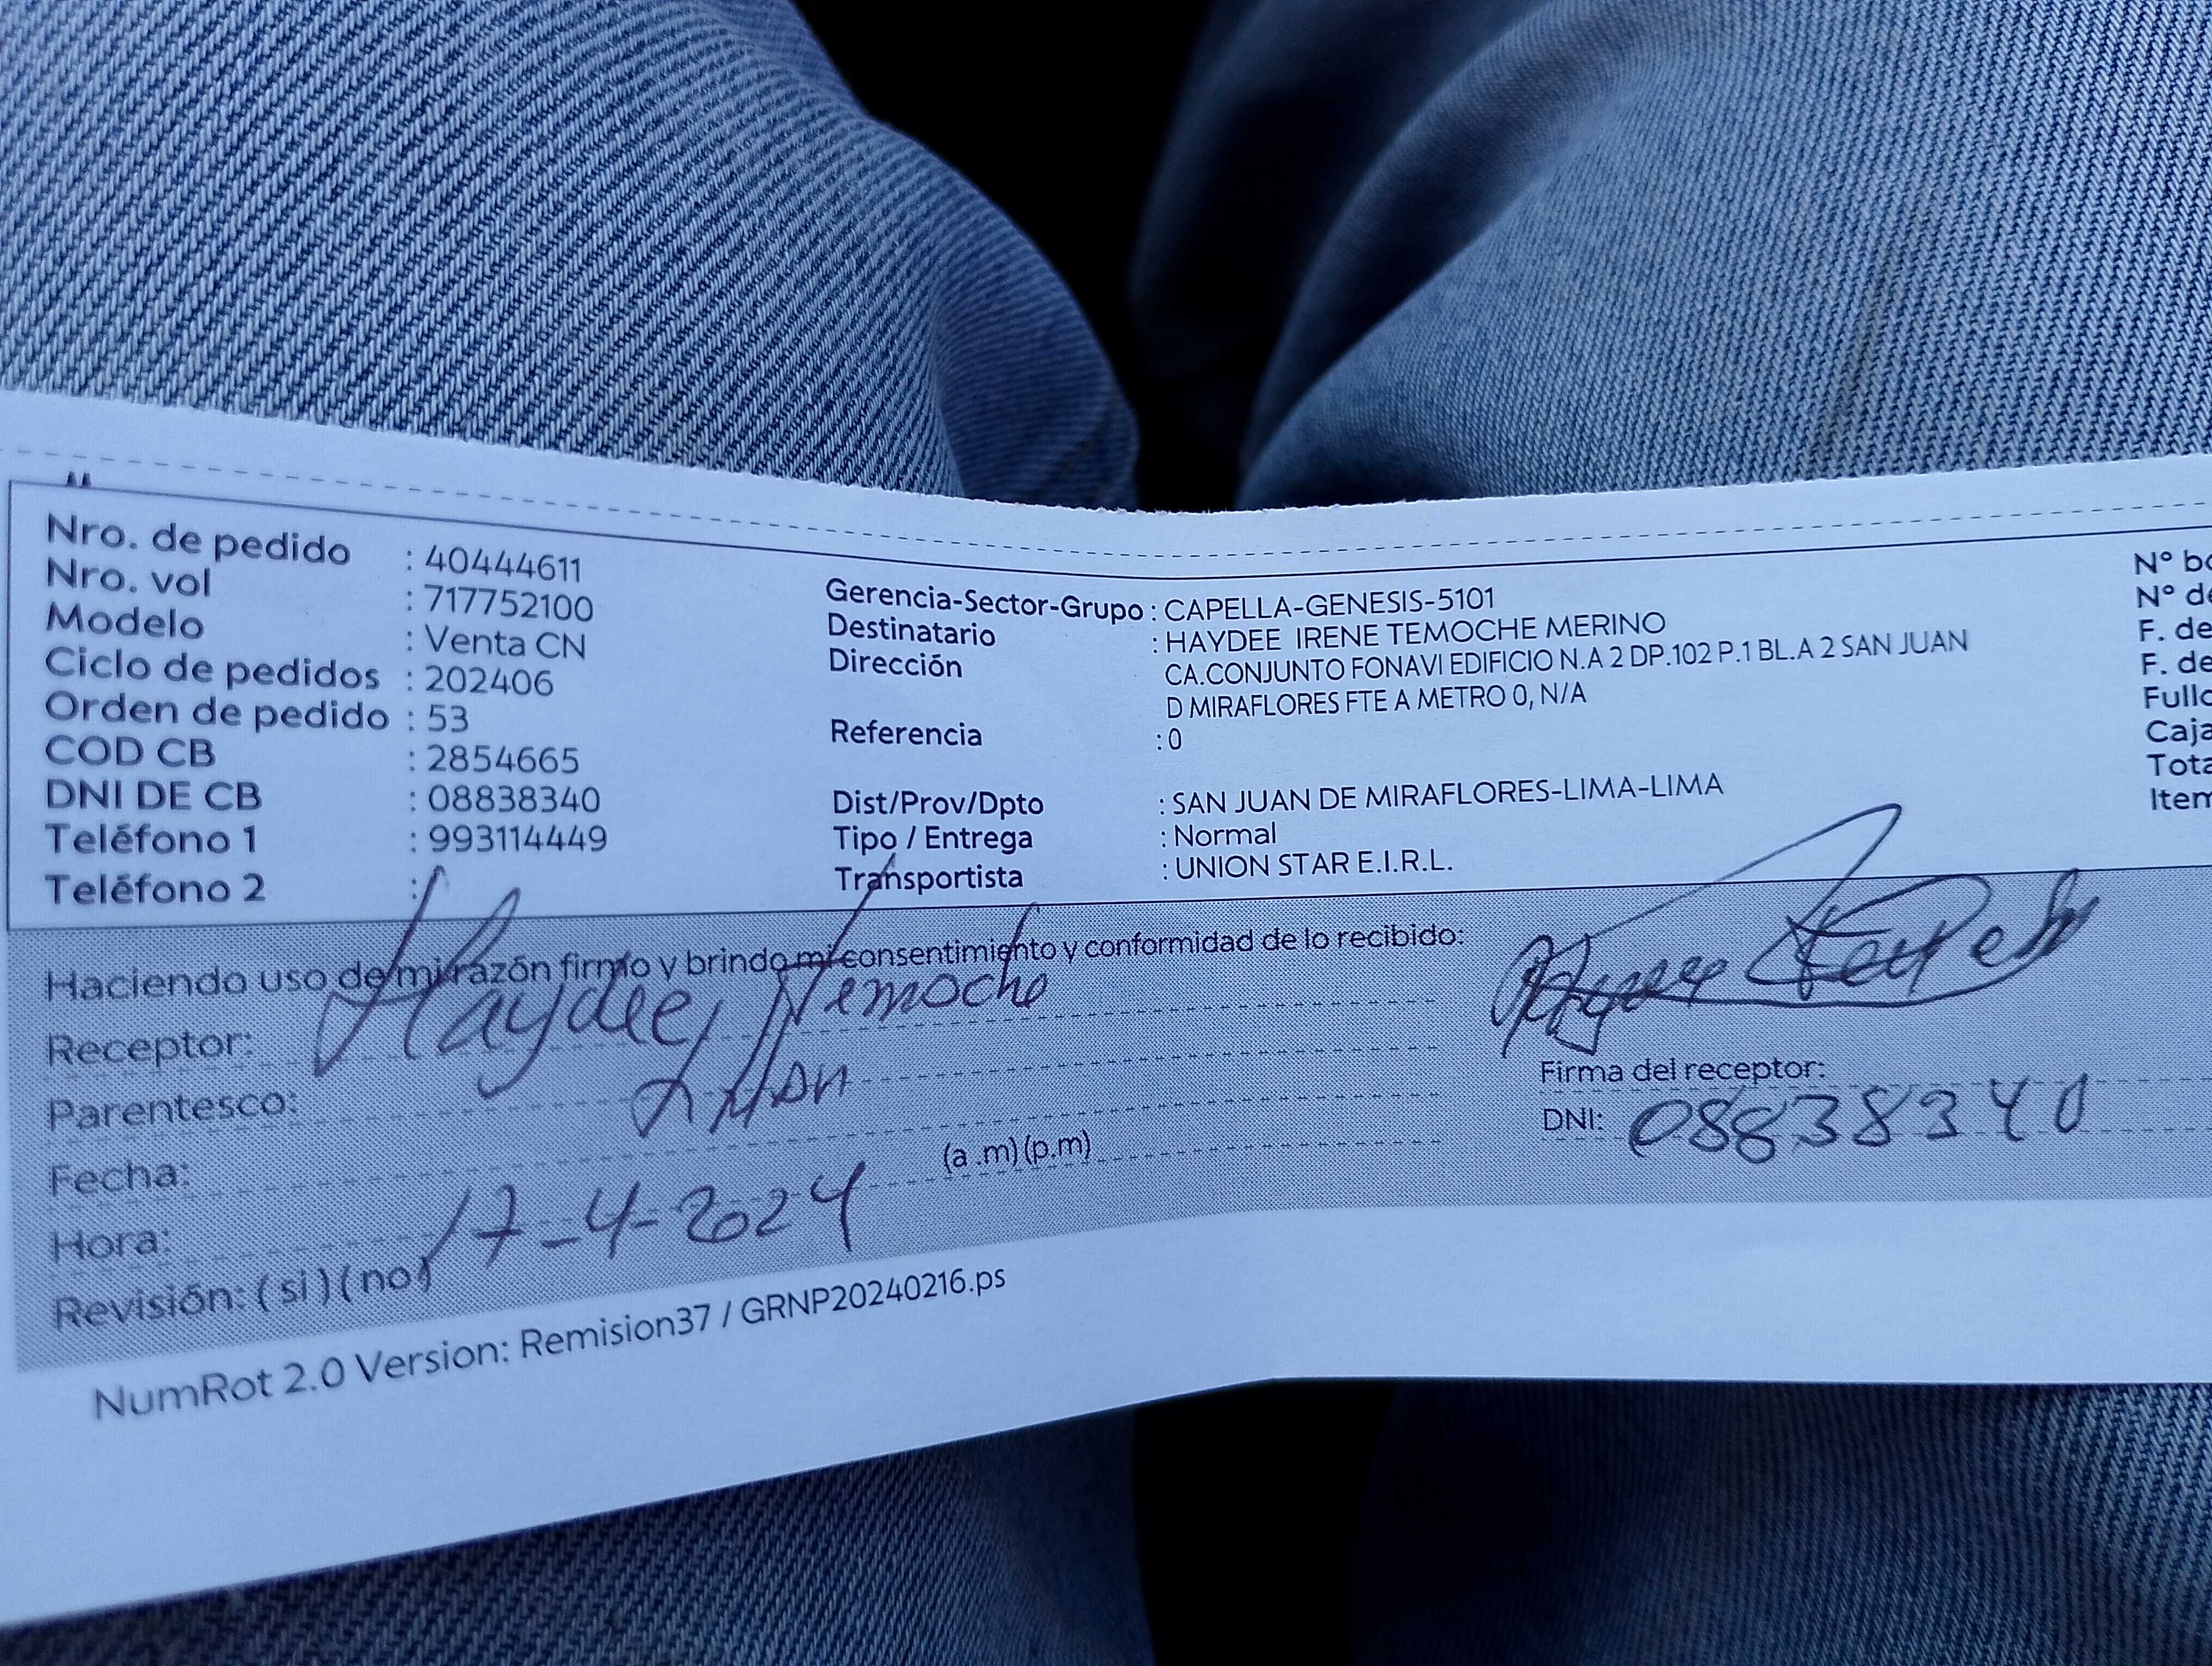 Nro. de pedido : 40444611
Nro. vol : 717752100
Modelo : Venta CN
Ciclo de pedidos : 202406
Orden de pedido : 53
COD CB : 2854665
DNI DE CB : 08838340
Teléfono 1 : 993114449
Teléfono 2 :
Gerencia-Sector-Grupo : CAPELLA-GENESIS-5101
Destinatario : HAYDEE IRENE TEMOCHE MERINO
Dirección CA.CONJUNTO FONAVI EDIFICIO N.A 2 DP.102 P.1 BL.A 2 SAN JUAN
D MIRAFLORES FTE A METRO 0, N/A
Referencia : 0
Dist/Prov/Dpto : SAN JUAN DE MIRAFLORES-LIMA-LIMA
Tipo / Entrega : Normal
Transportista : UNION STAR E.I.R.L.
N°
N°
F. de
F. de
Haciendo uso de mi razón firmo y brindo mi consentimiento y conformidad de lo recibido:
Receptor: Haydee Temoche
Parentesco:
Fecha:
Hora: 17-4-2024 (a .m) (p.m)
Revisión: (si) (no)
Firma del receptor:
DNI: 08838340
NumRot 2.0 Version: Remision37 / GRNP20240216.ps